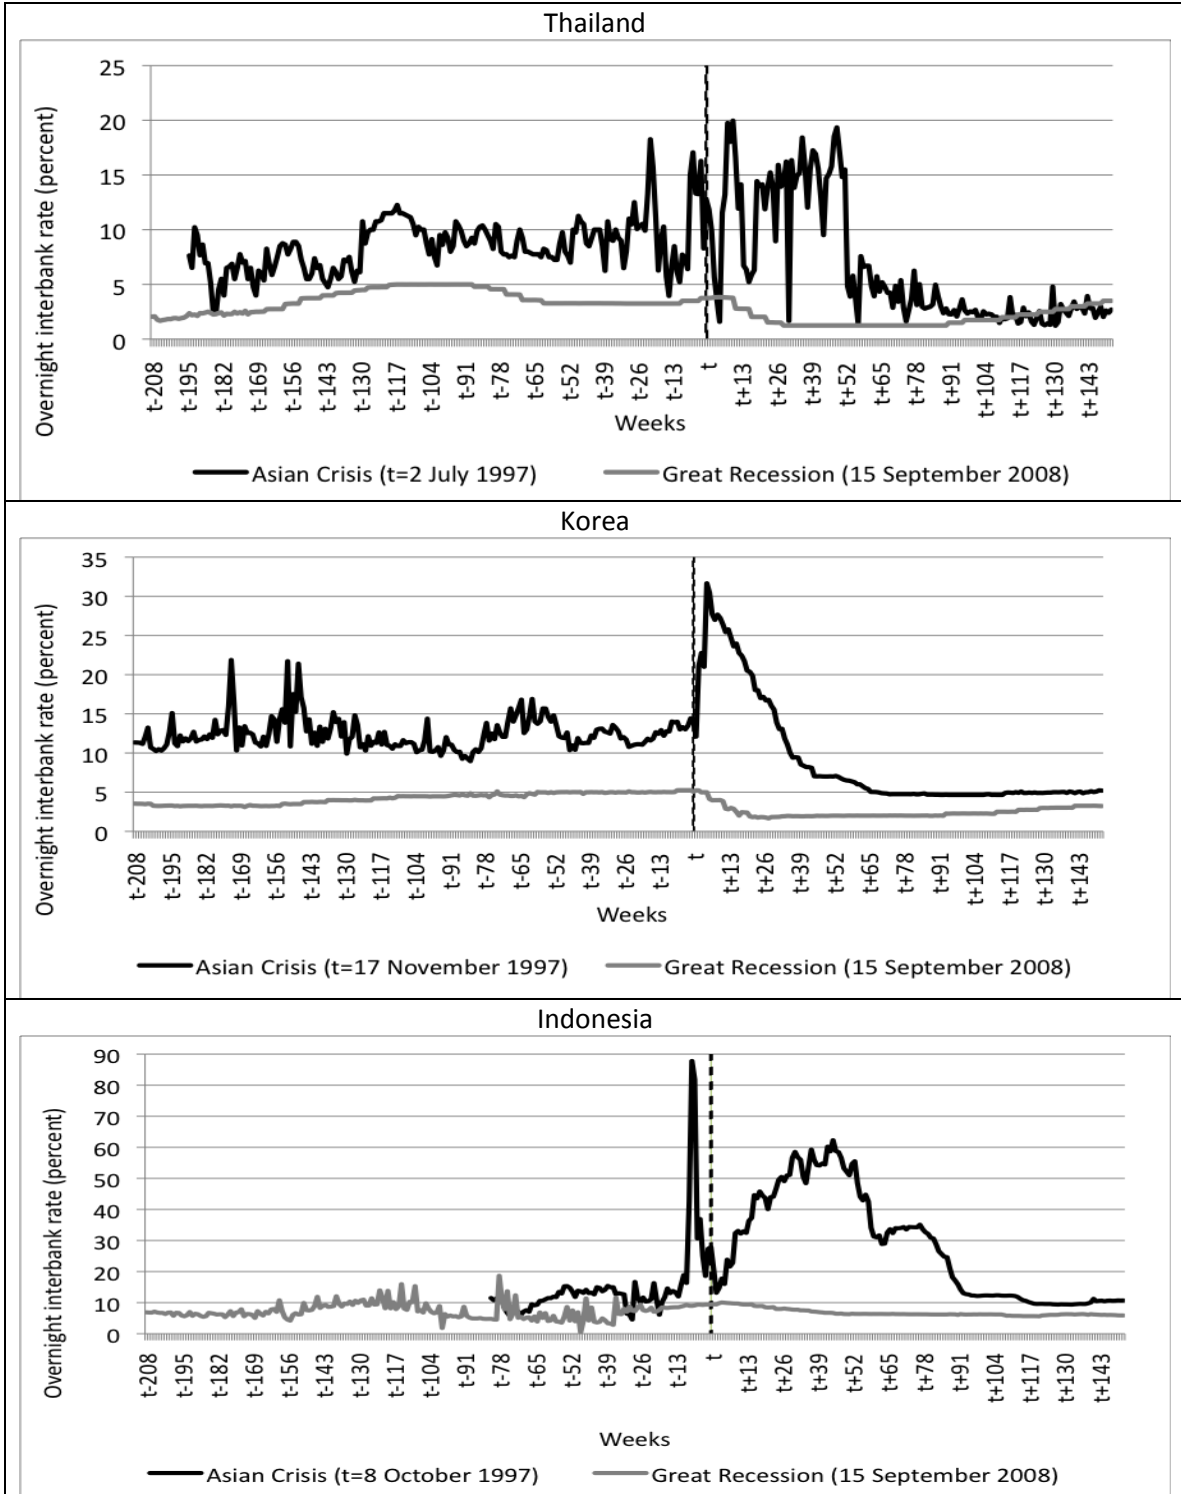 Thailand
Overnight interbank rate (percent)
25
20
15
10
5
0
t-208
t-195
t-182
t-169
t-156
t-143
t-130
t-117
t-104
t-91
t-78
t-65
t-52
t-39
t-26
t-13
t
t+13
t+26
t+39
t+52
t+65
t+78
t+91
t+104
t+117
t+130
t+143
Weeks
Asian Crisis (t=2 July 1997) Great Recession (15 September 2008)
Korea
Overnight interbank rate (percent)
35
30
25
20
15
10
5
0
t-208
t-195
t-182
t-169
t-156
t-143
t-130
t-117
t-104
t-91
t-78
t-65
t-52
t-39
t-26
t-13
t
t+13
t+26
t+39
t+52
t+65
t+78
t+91
t+104
t+117
t+130
t+143
Weeks
Asian Crisis (t=17 November 1997) Great Recession (15 September 2008)
Indonesia
Overnight interbank rate (percent)
90
80
70
60
50
40
30
20
10
0
t-208
t-195
t-182
t-169
t-156
t-143
t-130
t-117
t-104
t-91
t-78
t-65
t-52
t-39
t-26
t-13
t
t+13
t+26
t+39
t+52
t+65
t+78
t+91
t+104
t+117
t+130
t+143
Weeks
Asian Crisis (t=8 October 1997) Great Recession (15 September 2008)